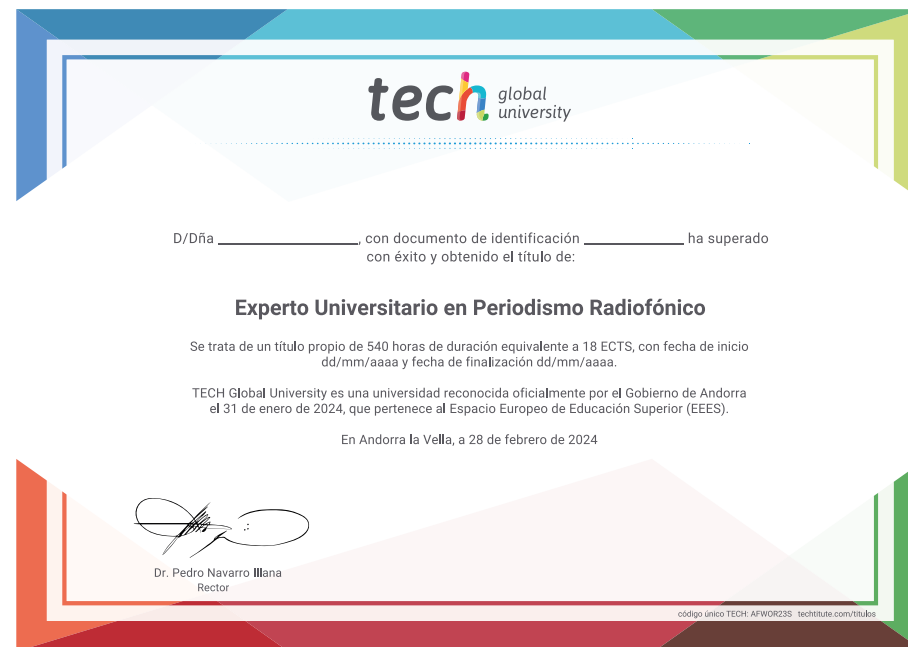 tech global
university
D/Dña ____________________, con documento de identificación ______________ ha superado
con éxito y obtenido el título de:
Experto Universitario en Periodismo Radiofónico
Se trata de un título propio de 540 horas de duración equivalente a 18 ECTS, con fecha de inicio
dd/mm/aaaa y fecha de finalización dd/mm/aaaa.
TECH Global University es una universidad reconocida oficialmente por el Gobierno de Andorra
el 31 de enero de 2024, que pertenece al Espacio Europeo de Educación Superior (EEES).
En Andorra la Vella, a 28 de febrero de 2024
Dr. Pedro Navarro Illana
Rector
código único TECH: AFWOR23S techtitute.com/titulos